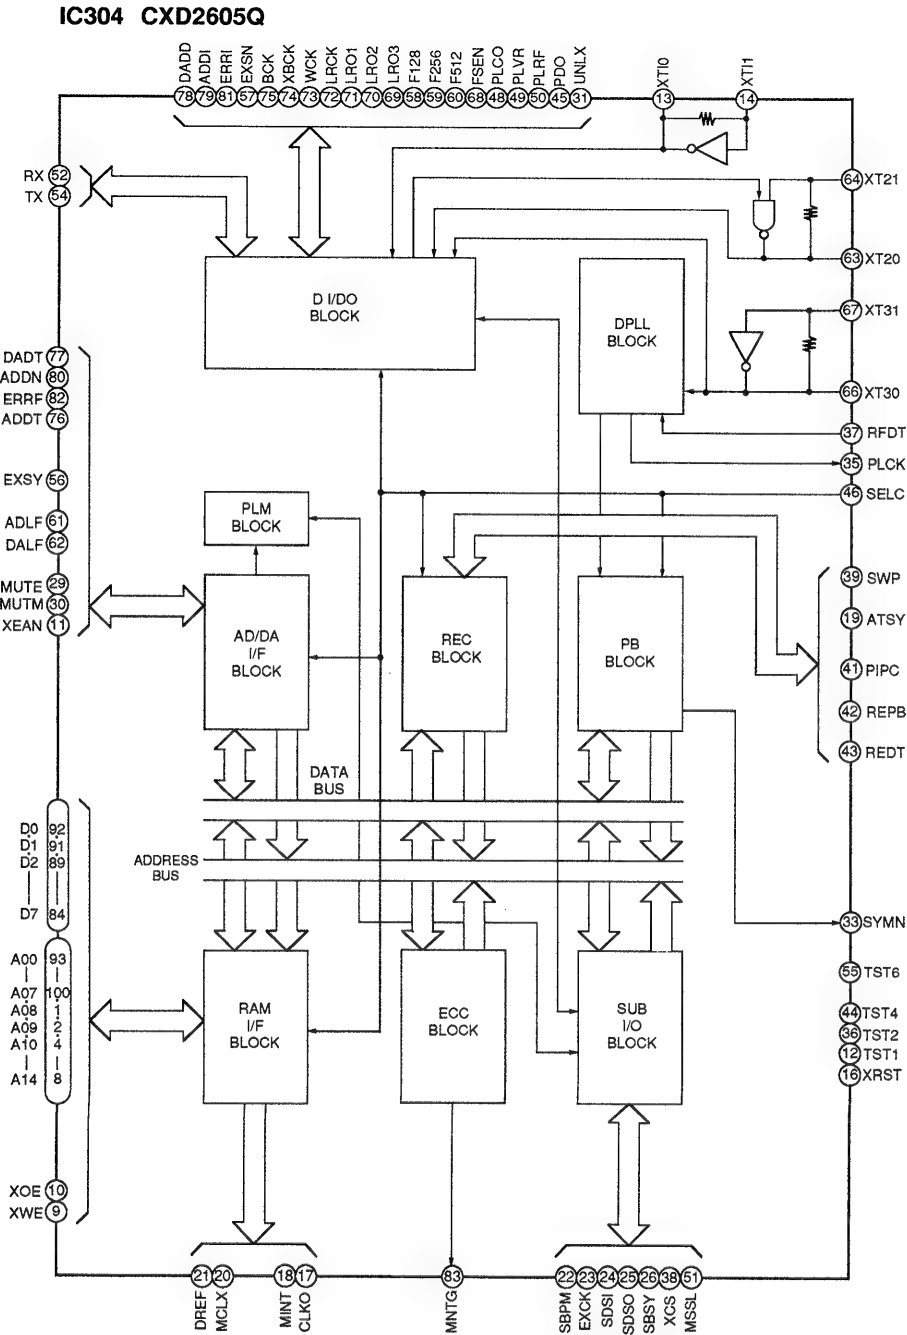 IC304 CXD2605Q
DADD
ADDI
ERRI
EXSN
BCK
XBCK
WCK
LRCK
LRO1
LRO2
LRO3
F128
F256
F512
FSEN
PLCO
PLVR
PLRF
PDO
UNLX
XTI0
XTI1
78 79 81 57 75 74 73 72 71 70 69 58 59 60 68 48 49 50 45 31 13 14
RX 52
TX 54
64 XT21
63 XT20
67 XT31
66 XT30
37 RFDT
35 PLCK
46 SELC
D I/DO
BLOCK
DPLL
BLOCK
DADT 77
ADDN 80
ERRF 82
ADDT 76
EXSY 56
ADLF 61
DALF 62
MUTE 29
MUTM 30
XEAN 11
PLM
BLOCK
AD/DA
I/F
BLOCK
REC
BLOCK
PB
BLOCK
39 SWP
19 ATSY
41 PIPC
42 REPB
43 REDT
DATA
BUS
ADDRESS
BUS
D0 92
D1 91
D2 89
D7 84
A00 93
A07 100
A08 1
A09 2
A10 4
A14 8
XOE 10
XWE 9
RAM
I/F
BLOCK
ECC
BLOCK
SUB
I/O
BLOCK
33 SYMN
55 TST6
44 TST4
36 TST2
12 TST1
16 XRST
21 20 18 17 83 22 23 24 25 26 38 51
DREF
MCLX
MINT
CLKO
MNTG
SBPM
EXCK
SDSI
SDSO
SBSY
XCS
MSSL